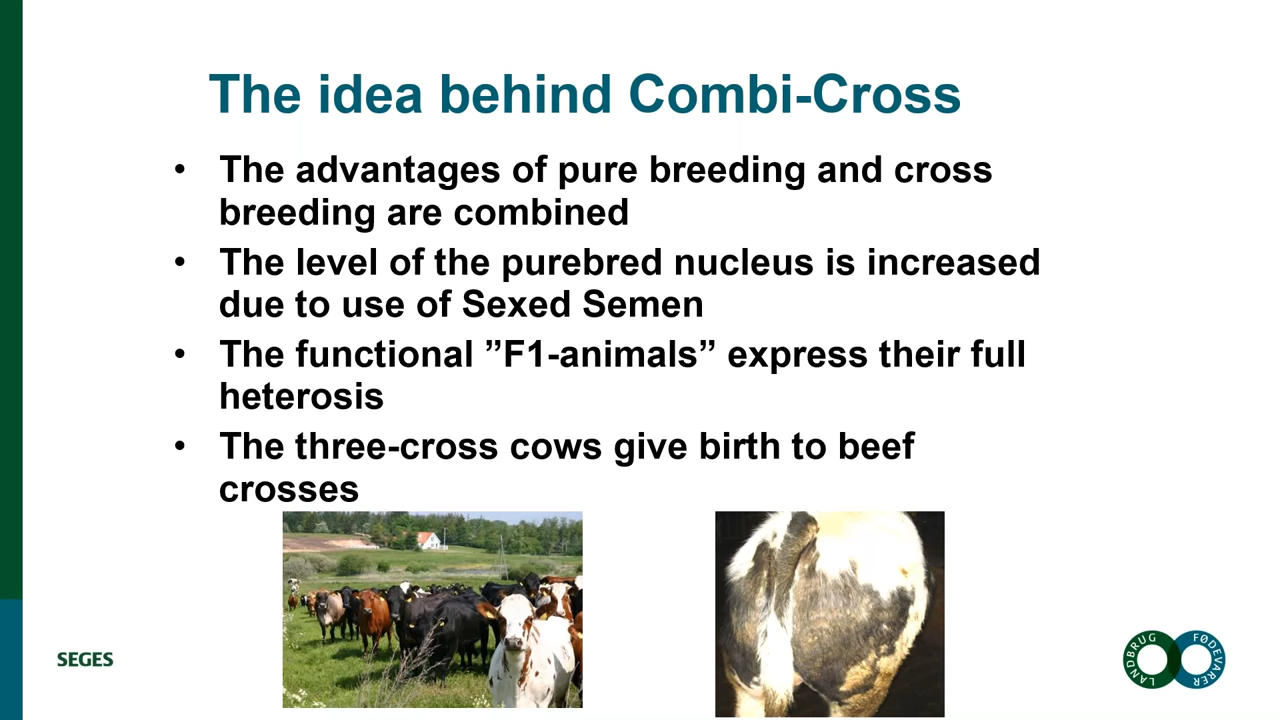 The idea behind Combi-Cross
• The advantages of pure breeding and cross
breeding are combined
• The level of the purebred nucleus is increased
due to use of Sexed Semen
• The functional ”F1-animals” express their full
heterosis
• The three-cross cows give birth to beef
crosses
SEGES
LANDBRUG
FØDEVARER